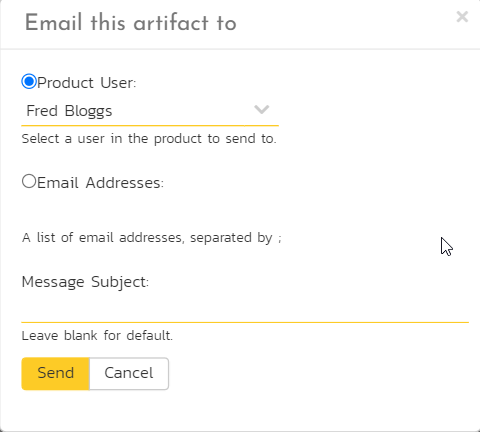 Email this artifact to
×
Product User:
Fred Bloggs
Select a user in the product to send to.
Email Addresses:
A list of email addresses, separated by ;
Message Subject:
Leave blank for default.
Send Cancel